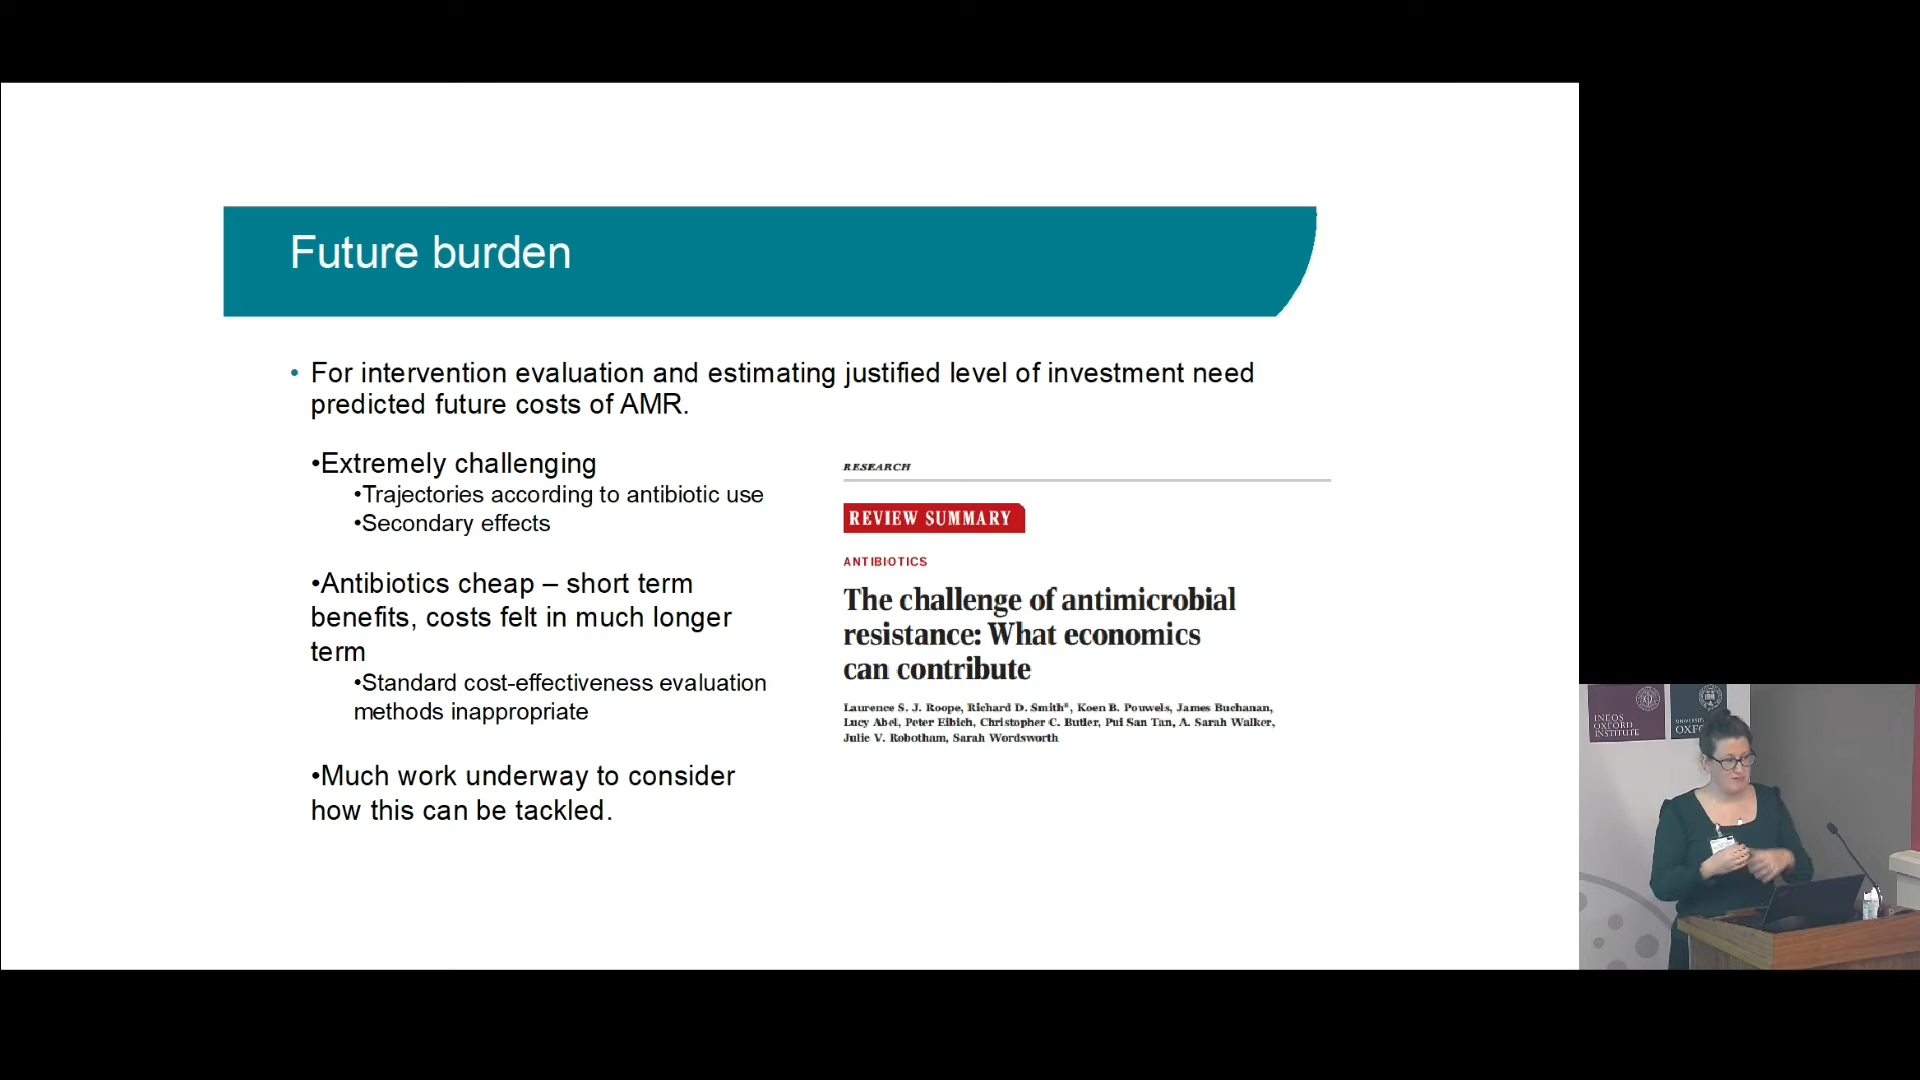 Future burden
• For intervention evaluation and estimating justified level of investment need
predicted future costs of AMR.
•Extremely challenging
•Trajectories according to antibiotic use
•Secondary effects
•Antibiotics cheap – short term
benefits, costs felt in much longer
term
•Standard cost-effectiveness evaluation
methods inappropriate
•Much work underway to consider
how this can be tackled.
RESEARCH
REVIEW SUMMARY
ANTIBIOTICS
The challenge of antimicrobial
resistance: What economics
can contribute
Laurence S. J. Roope, Richard D. Smith*, Koen B. Pouwels, James Buchanan,
Lucy Abel, Peter Eibich, Christopher C. Butler, Pui San Tan, A. Sarah Walker,
Julie V. Robotham, Sarah Wordsworth
INEOS
OXFORD
INSTITUTE